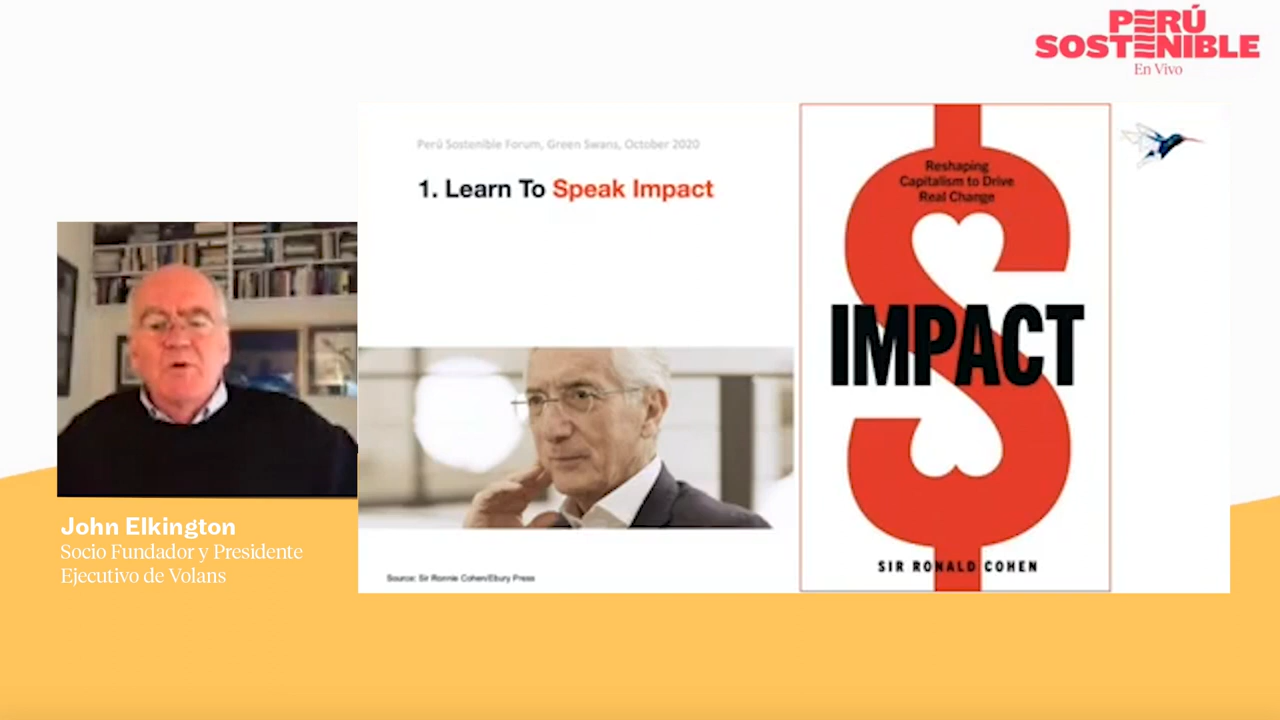 PERÚ
SOSTENIBLE
En Vivo
Perú Sostenible Forum, Green Swans, October 2020
1. Learn To Speak Impact
Reshaping
Capitalism to Drive
Real Change
IMPACT
SIR RONALD COHEN
Source: Sir Ronnie Cohen/Ebury Press
John Elkington
Socio Fundador y Presidente
Ejecutivo de Volans